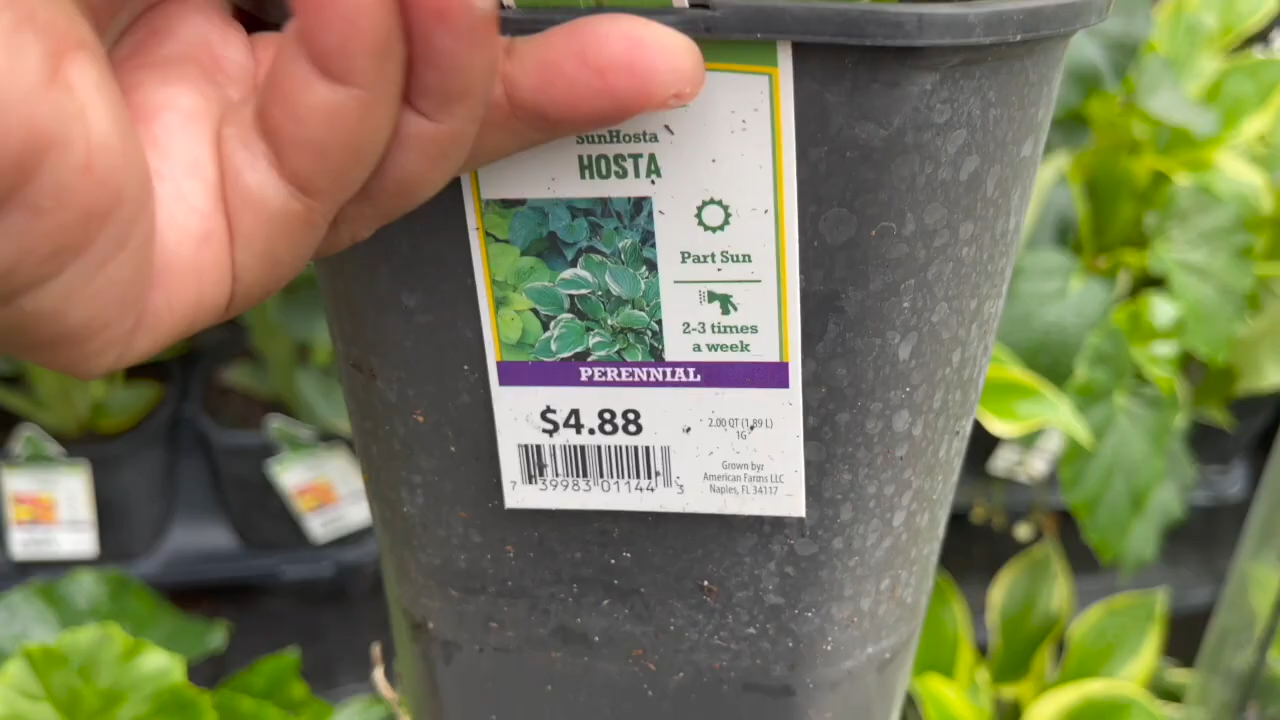 SunHosta
HOSTA
Part Sun
2-3 times
a week
PERENNIAL
$4.88
2.00 QT (1.89 L)
1G
7 39983 01144 3
Grown by:
American Farms LLC
Naples, FL 34117